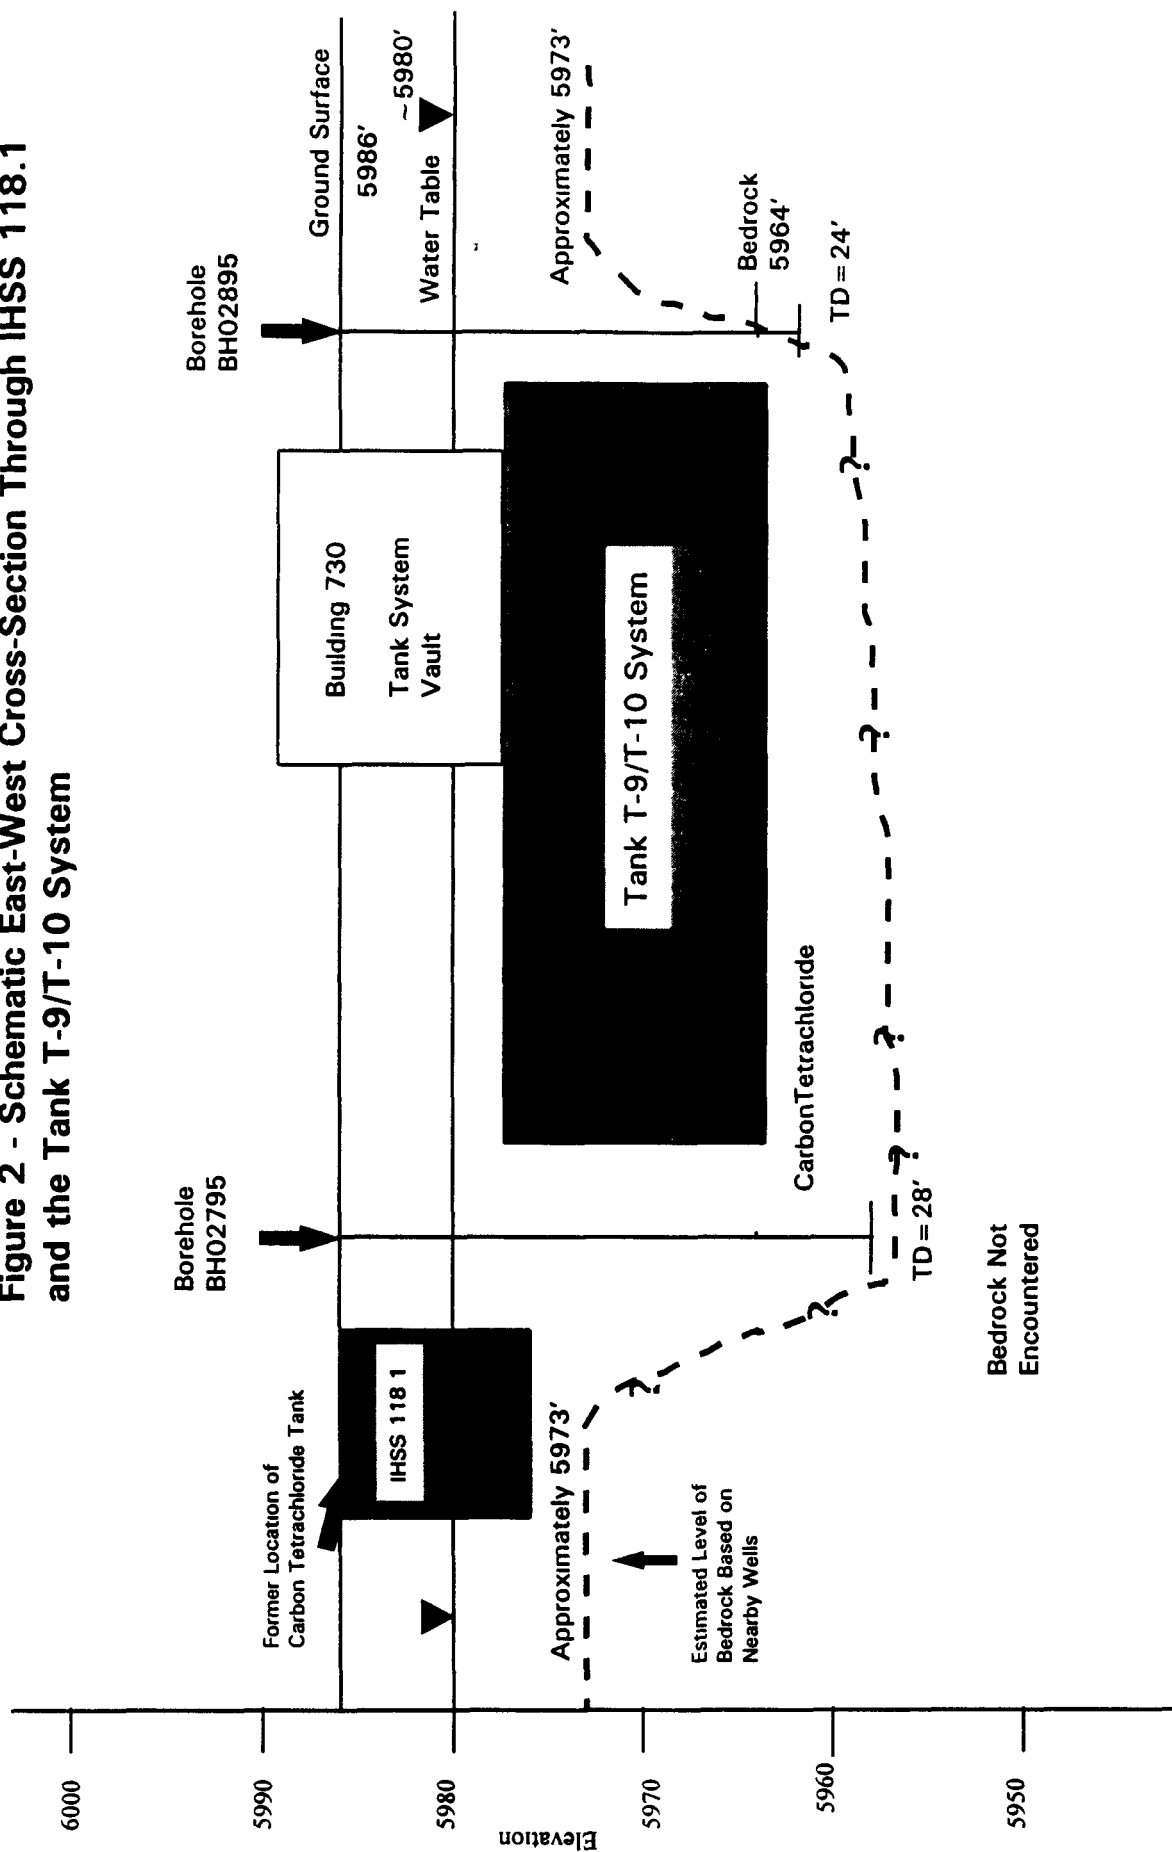 Figure 2 - Schematic East-West Cross-Section Through IHSS 118.1
and the Tank T-9/T-10 System
Borehole
BH02795
Borehole
BH02895
Former Location of
Carbon Tetrachloride Tank
Ground Surface
5986'
~5980'
Water Table
IHSS 118 1
Building 730
Tank System
Vault
Tank T-9/T-10 System
Approximately 5973'
Approximately 5973'
Estimated Level of
Bedrock Based on
Nearby Wells
CarbonTetrachloride
Bedrock
5964'
TD=24'
TD=28'
Bedrock Not
Encountered
?
?
?
?
?
?
Elevation
6000
5990
5980
5970
5960
5950